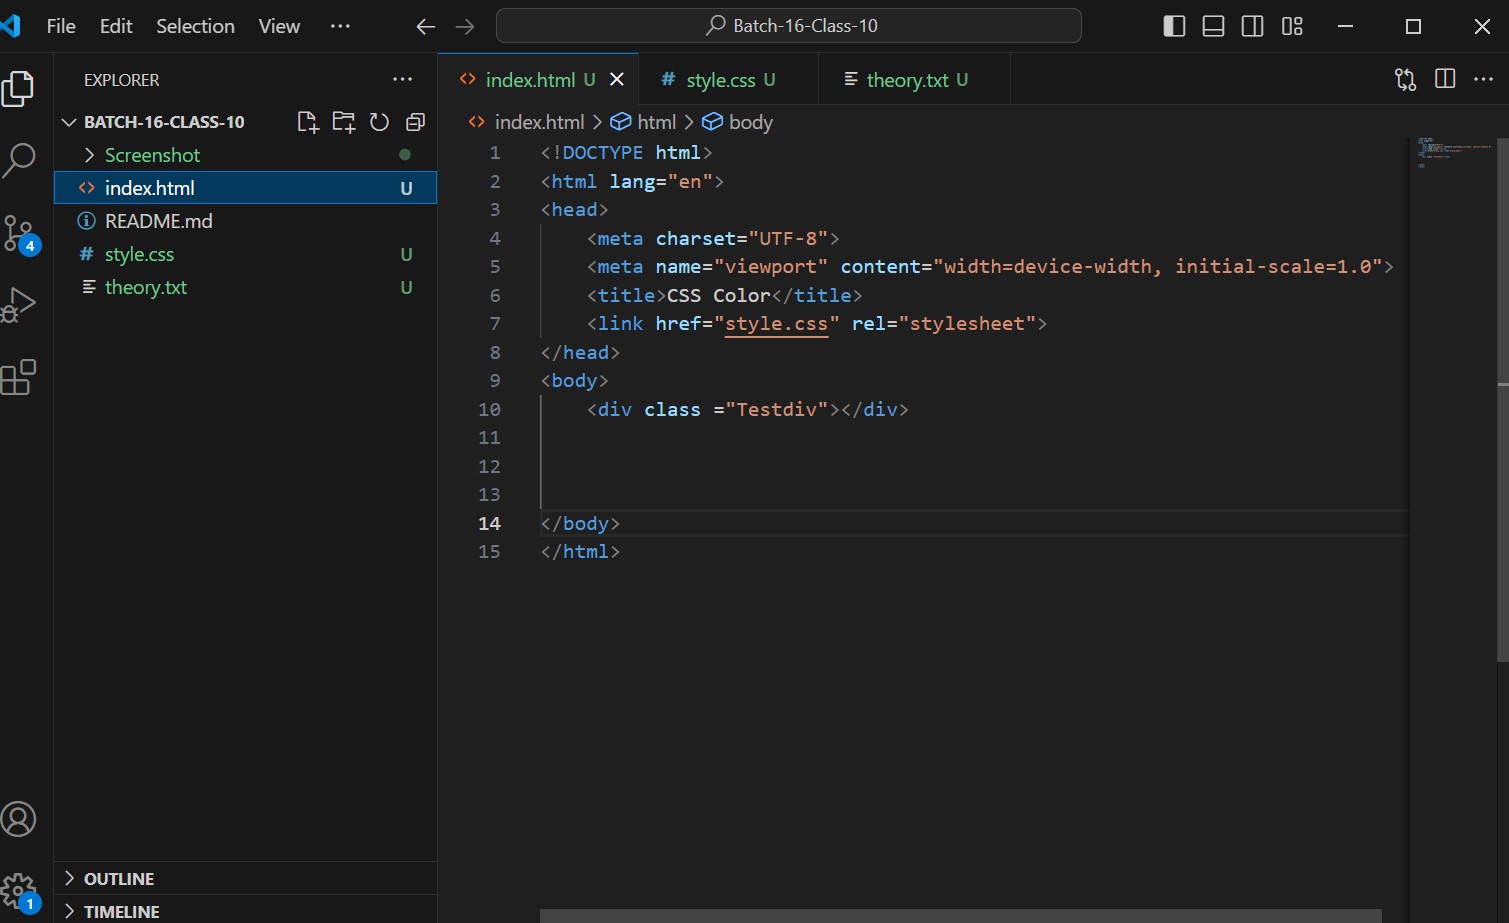 File Edit Selection View ··· Batch-16-Class-10
EXPLORER ···
BATCH-16-CLASS-10
Screenshot
index.html U
README.md
style.css U
theory.txt U
4
1
OUTLINE
TIMELINE
index.html U style.css U theory.txt U
index.html > html > body
1 <!DOCTYPE html>
2 <html lang="en">
3 <head>
4     <meta charset="UTF-8">
5     <meta name="viewport" content="width=device-width, initial-scale=1.0">
6     <title>CSS Color</title>
7     <link href="style.css" rel="stylesheet">
8 </head>
9 <body>
10     <div class ="Testdiv"></div>
11
12
13
14 </body>
15 </html>